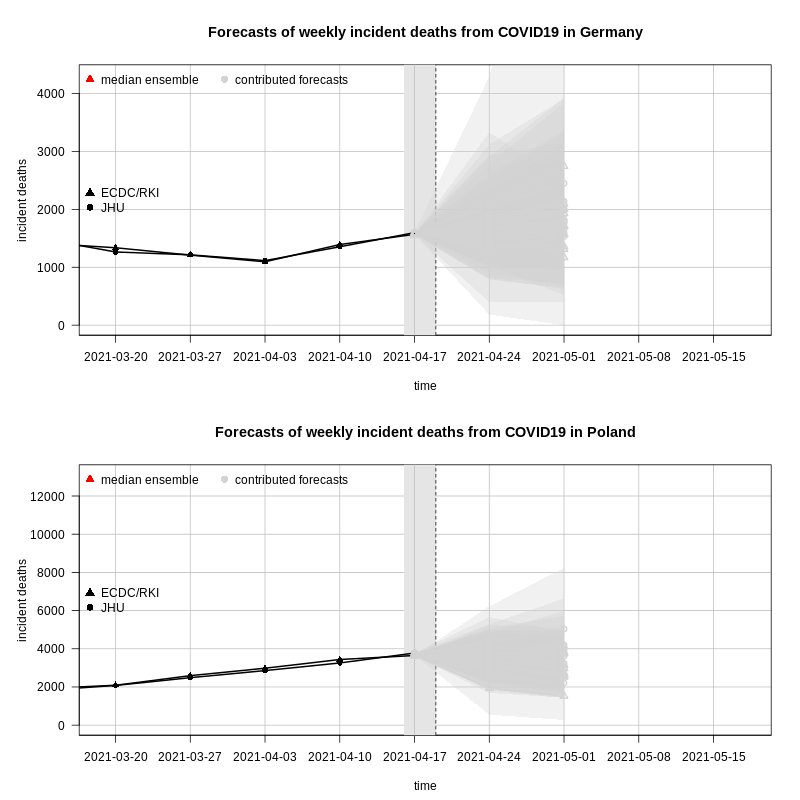 Forecasts of weekly incident deaths from COVID19 in Germany
median ensemble contributed forecasts
4000
3000
ECDC/RKI
JHU
2000
1000
0
incident deaths
2021-03-20 2021-03-27 2021-04-03 2021-04-10 2021-04-17 2021-04-24 2021-05-01 2021-05-08 2021-05-15
time
Forecasts of weekly incident deaths from COVID19 in Poland
median ensemble contributed forecasts
12000
10000
8000
ECDC/RKI
JHU
6000
4000
2000
0
incident deaths
2021-03-20 2021-03-27 2021-04-03 2021-04-10 2021-04-17 2021-04-24 2021-05-01 2021-05-08 2021-05-15
time